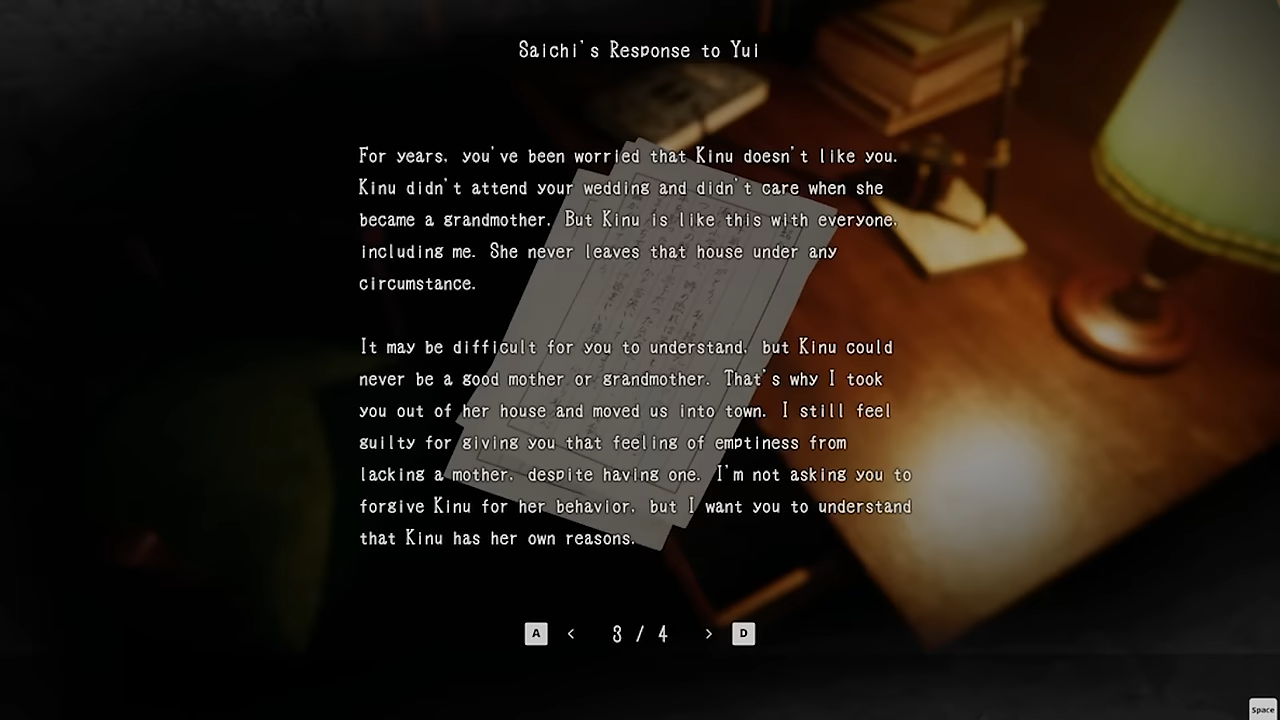 Saichi's Response to Yui
For years, you've been worried that Kinu doesn't like you.
Kinu didn't attend your wedding and didn't care when she
became a grandmother. But Kinu is like this with everyone,
including me. She never leaves that house under any
circumstance.
It may be difficult for you to understand, but Kinu could
never be a good mother or grandmother. That's why I took
you out of her house and moved us into town. I still feel
guilty for giving you that feeling of emptiness from
lacking a mother, despite having one. I'm not asking you to
forgive Kinu for her behavior, but I want you to understand
that Kinu has her own reasons.
A < 3 / 4 > D
Space